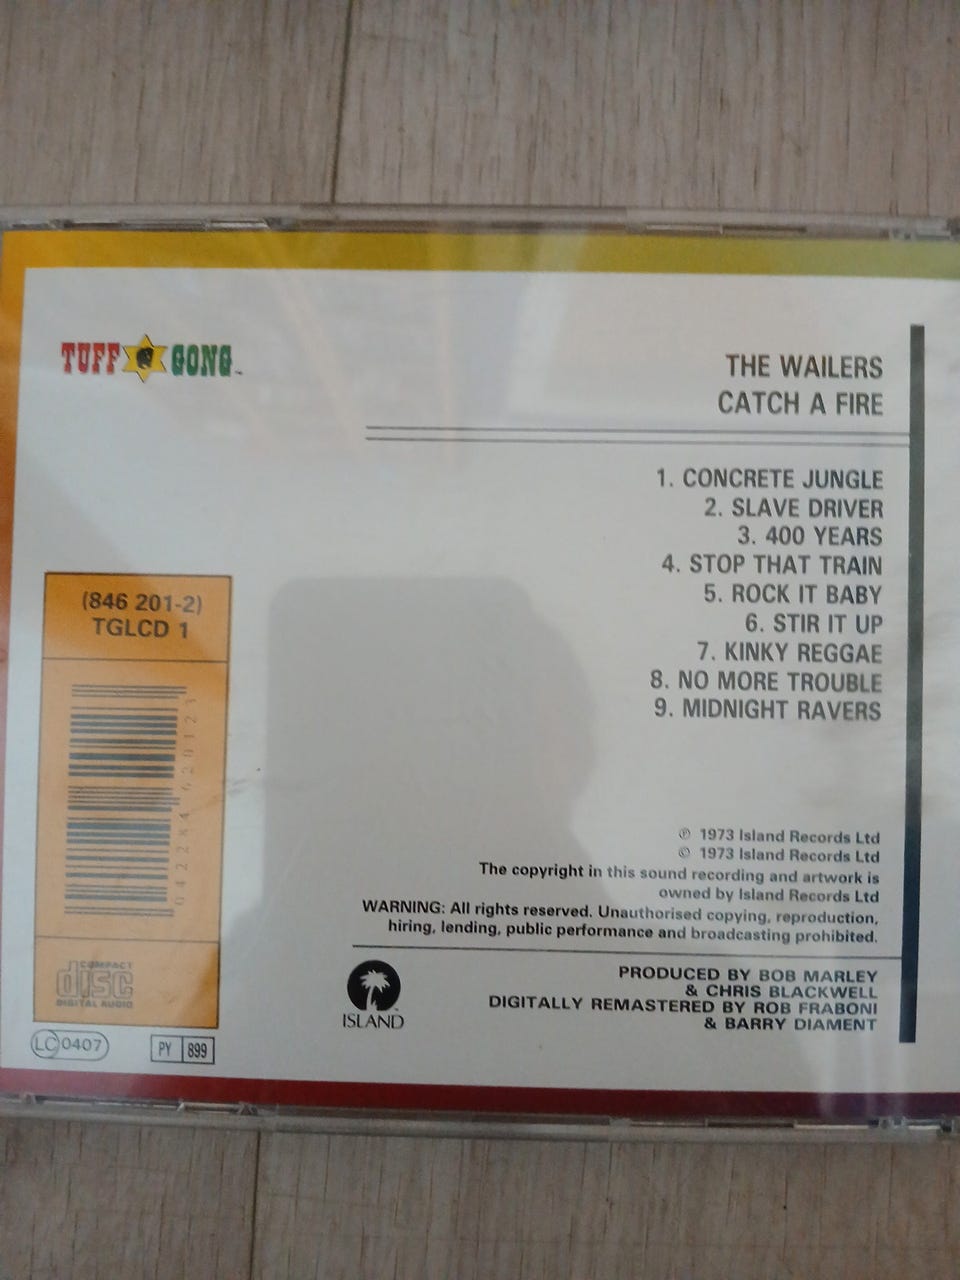 TUFF GONG™
THE WAILERS
CATCH A FIRE
1. CONCRETE JUNGLE
2. SLAVE DRIVER
3. 400 YEARS
4. STOP THAT TRAIN
5. ROCK IT BABY
6. STIR IT UP
7. KINKY REGGAE
8. NO MORE TROUBLE
9. MIDNIGHT RAVERS
(846 201-2)
TGLCD 1
0 42284 62012 3
COMPACT
disc
DIGITAL AUDIO
LC 0407
PY 899
℗ 1973 Island Records Ltd
© 1973 Island Records Ltd
The copyright in this sound recording and artwork is
owned by Island Records Ltd
WARNING: All rights reserved. Unauthorised copying, reproduction,
hiring, lending, public performance and broadcasting prohibited.
ISLAND
PRODUCED BY BOB MARLEY
& CHRIS BLACKWELL
DIGITALLY REMASTERED BY ROB FRABONI
& BARRY DIAMENT